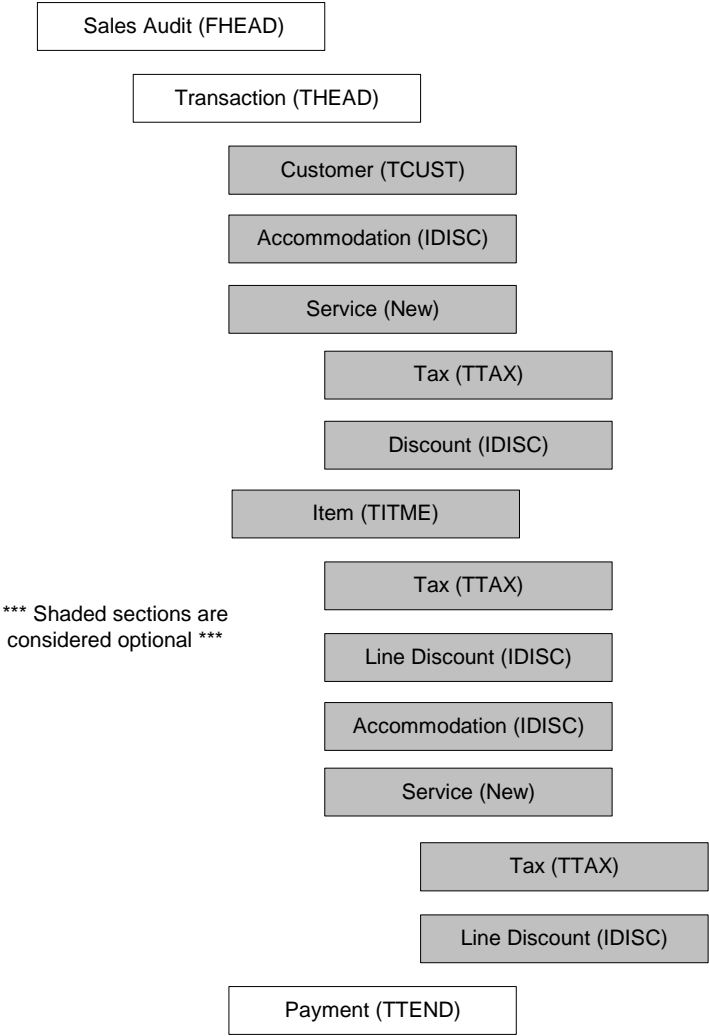 Sales Audit (FHEAD)
Transaction (THEAD)
Customer (TCUST)
Accommodation (IDISC)
Service (New)
Tax (TTAX)
Discount (IDISC)
Item (TITME)
Tax (TTAX)
*** Shaded sections are
considered optional ***
Line Discount (IDISC)
Accommodation (IDISC)
Service (New)
Tax (TTAX)
Line Discount (IDISC)
Payment (TTEND)